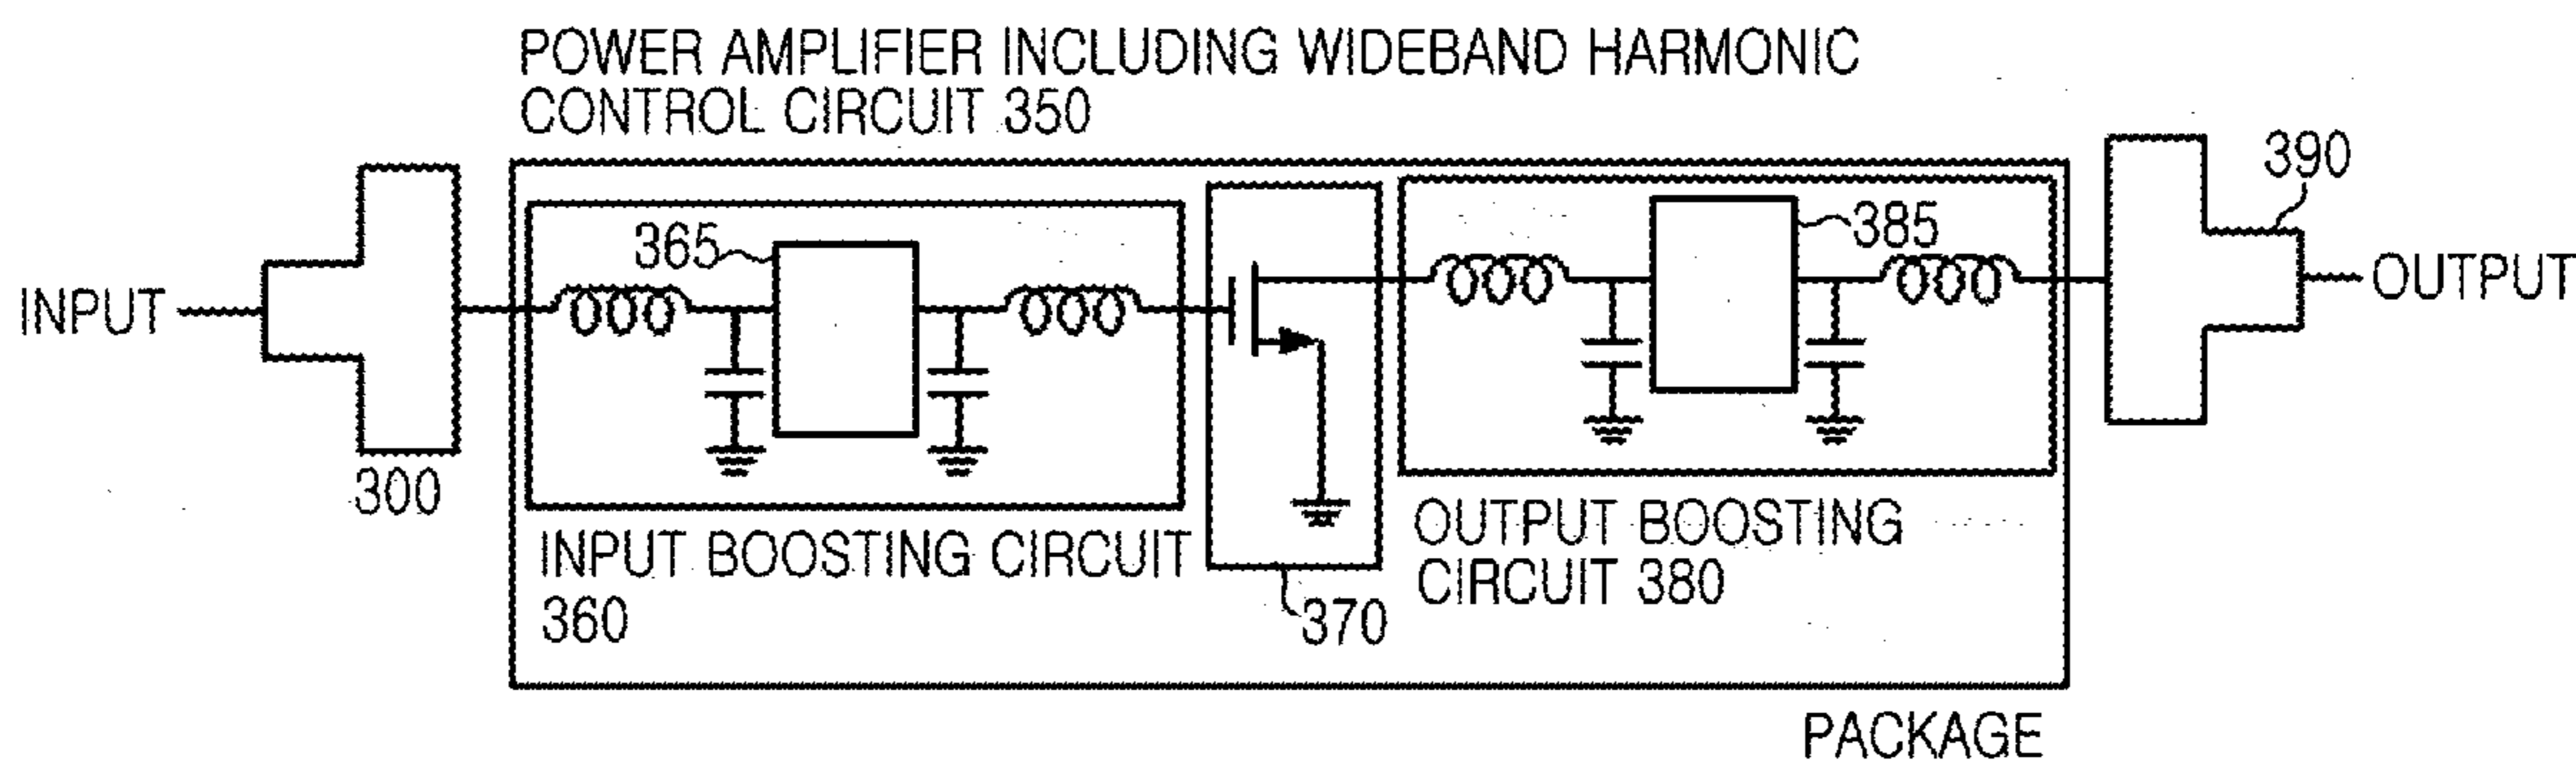 POWER AMPLIFIER INCLUDING WIDEBAND HARMONIC
CONTROL CIRCUIT 350
390
365
385
INPUT
OUTPUT
300
INPUT BOOSTING CIRCUIT
360
370
OUTPUT BOOSTING
CIRCUIT 380
PACKAGE